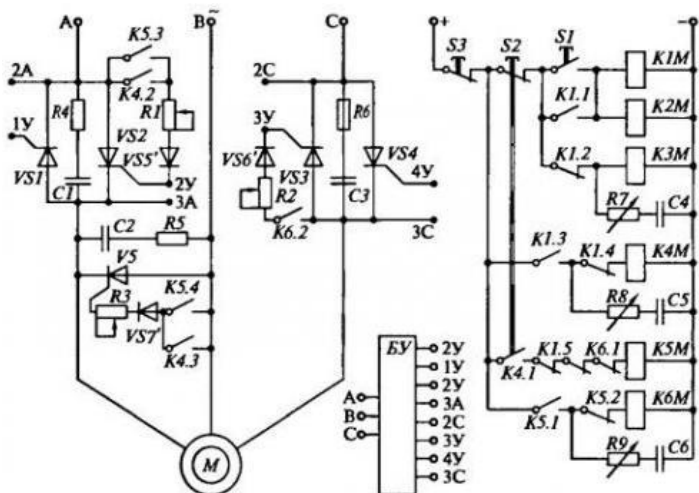 A
B
~
C
+
−
K5.3
S3
S2
S1
K1M
2A
K4.2
2C
R4
R1
3У
R6
K1.1
K2M
1У
VS2
VS6'
VS3
VS4
K1.2
K3M
VS5'
4У
VS1
C1
2У
R2
C3
R7
C4
3A
K6.2
3C
C2
R5
K1.3
K1.4
K4M
V5
K5.4
R3
R8
C5
VS7'
БУ
2У
K4.3
1У
K4.1
K1.5
K6.1
K5M
2У
A
3A
B
2C
K5.1
K5.2
K6M
C
3У
4У
R9
C6
3C
M